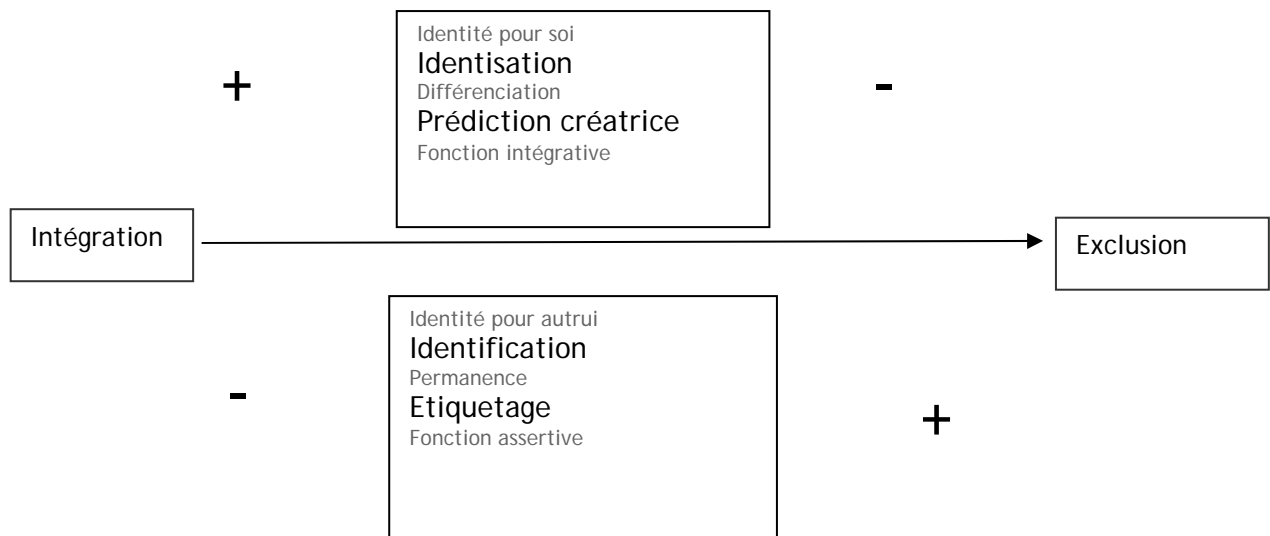 Identité pour soi
Identisation
Différenciation
Prédiction créatrice
Fonction intégrative
+
-
Intégration
Exclusion
Identité pour autrui
Identification
Permanence
Etiquetage
Fonction assertive
-
+